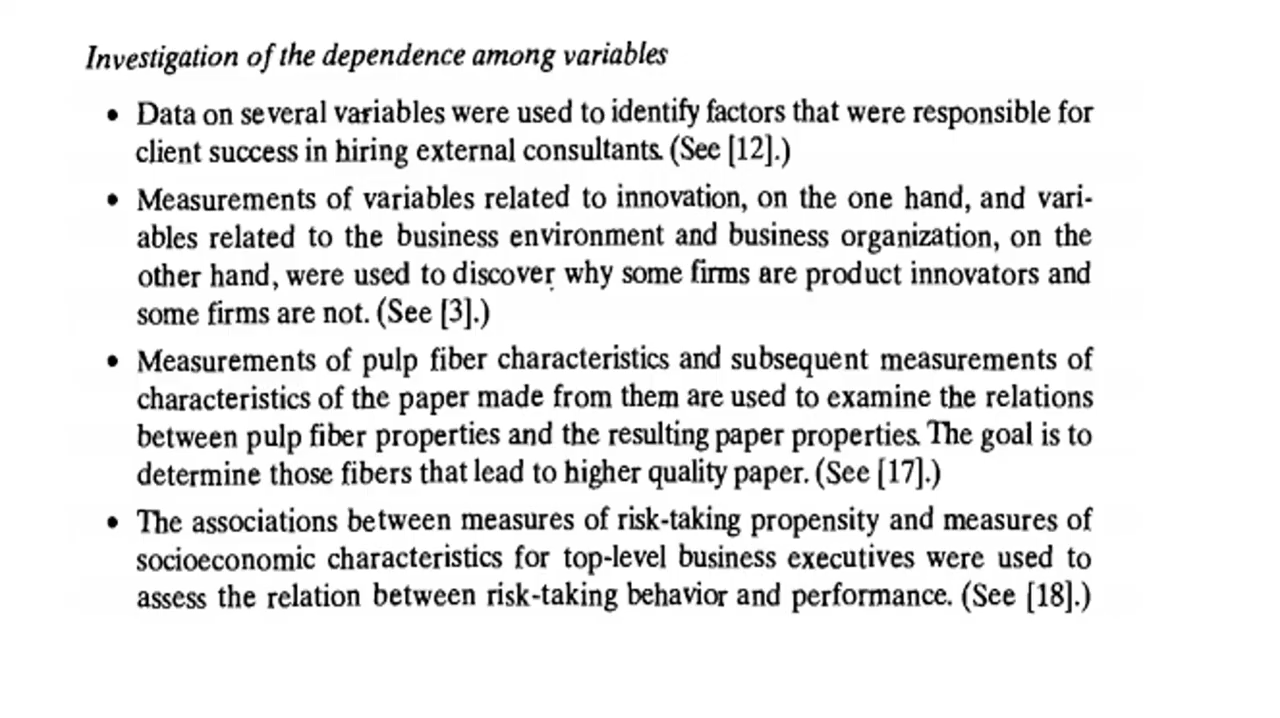 Investigation of the dependence among variables
• Data on several variables were used to identify factors that were responsible for
client success in hiring external consultants. (See [12].)
• Measurements of variables related to innovation, on the one hand, and vari-
ables related to the business environment and business organization, on the
other hand, were used to discover why some firms are product innovators and
some firms are not. (See [3].)
• Measurements of pulp fiber characteristics and subsequent measurements of
characteristics of the paper made from them are used to examine the relations
between pulp fiber properties and the resulting paper properties. The goal is to
determine those fibers that lead to higher quality paper. (See [17].)
• The associations between measures of risk-taking propensity and measures of
socioeconomic characteristics for top-level business executives were used to
assess the relation between risk-taking behavior and performance. (See [18].)